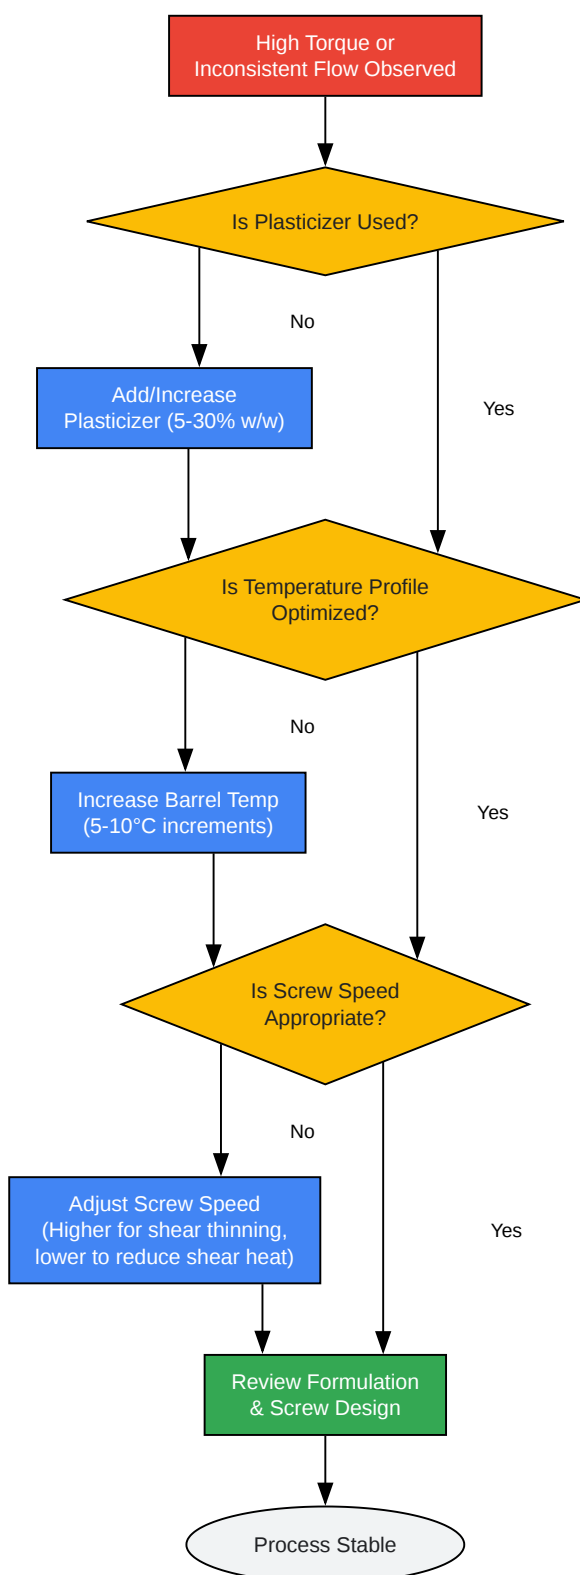 High Torque or
Inconsistent Flow Observed
Is Plasticizer Used?
No
Add/Increase
Plasticizer (5-30% w/w)
Yes
Is Temperature Profile
Optimized?
No
Increase Barrel Temp
(5-10°C increments)
Yes
Is Screw Speed
Appropriate?
No
Adjust Screw Speed
(Higher for shear thinning,
lower to reduce shear heat)
Yes
Review Formulation
& Screw Design
Process Stable